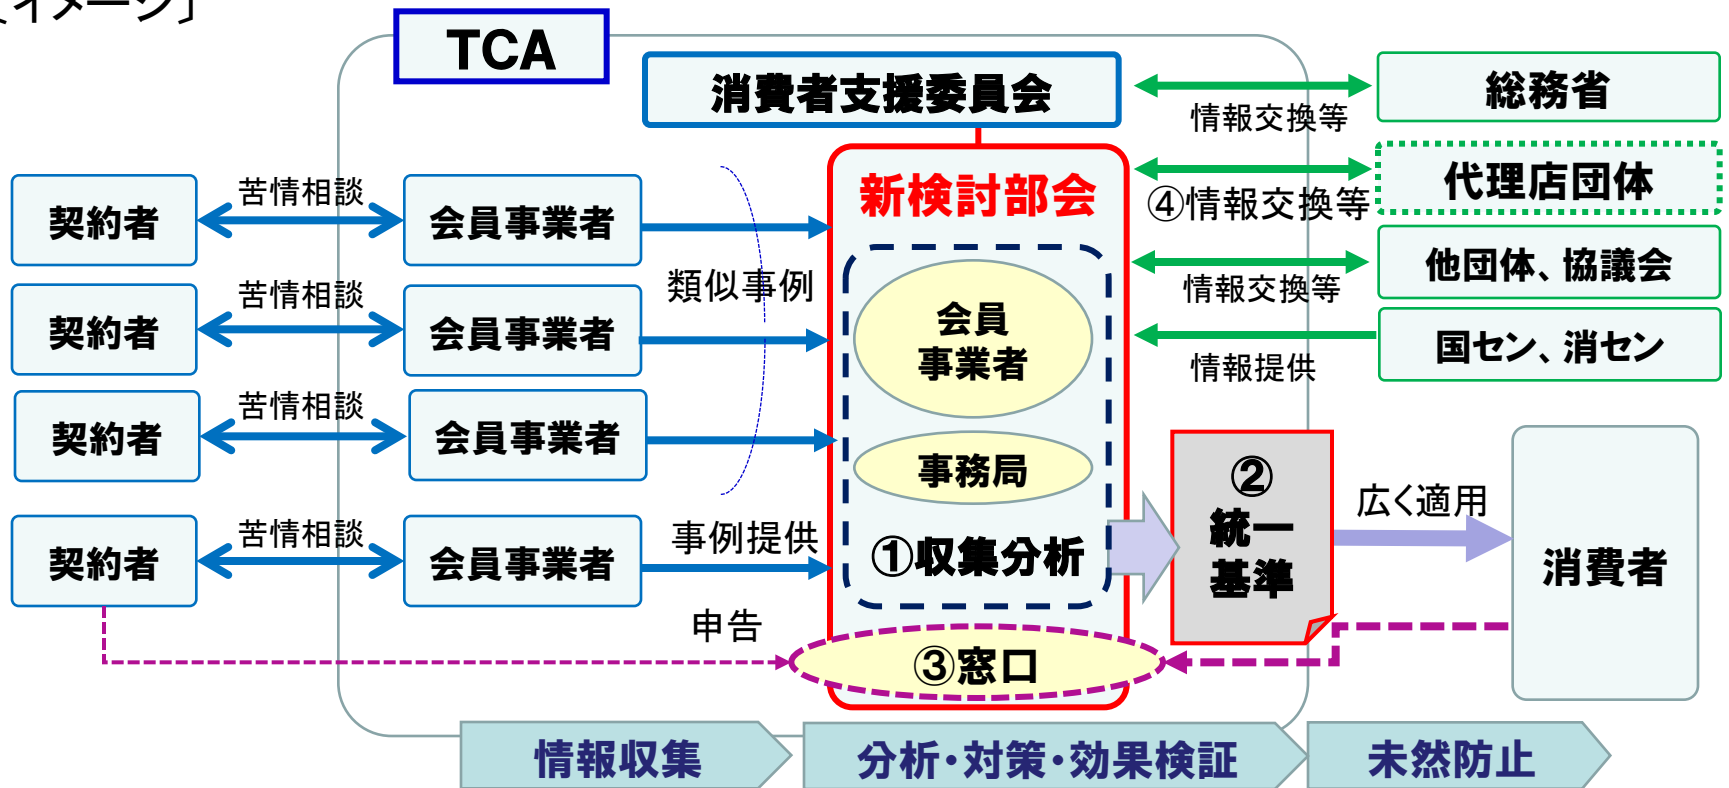 ［イメージ］
TCA
消費者支援委員会
総務省
情報交換等
新検討部会
代理店団体
④情報交換等
契約者
苦情相談
会員事業者
他団体、協議会
情報交換等
類似事例
契約者
苦情相談
会員事業者
会員
事業者
国セン、消セン
情報提供
契約者
苦情相談
会員事業者
事務局
②
統一
基準
広く適用
消費者
契約者
苦情相談
会員事業者
事例提供
①収集分析
申告
③窓口
情報収集
分析・対策・効果検証
未然防止